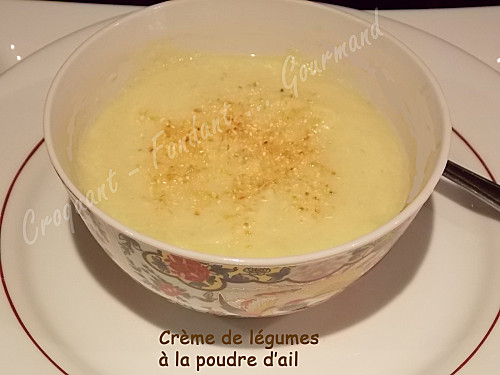 Croquant - Fondant - Gourmand
Crème de légumes
à la poudre d'ail